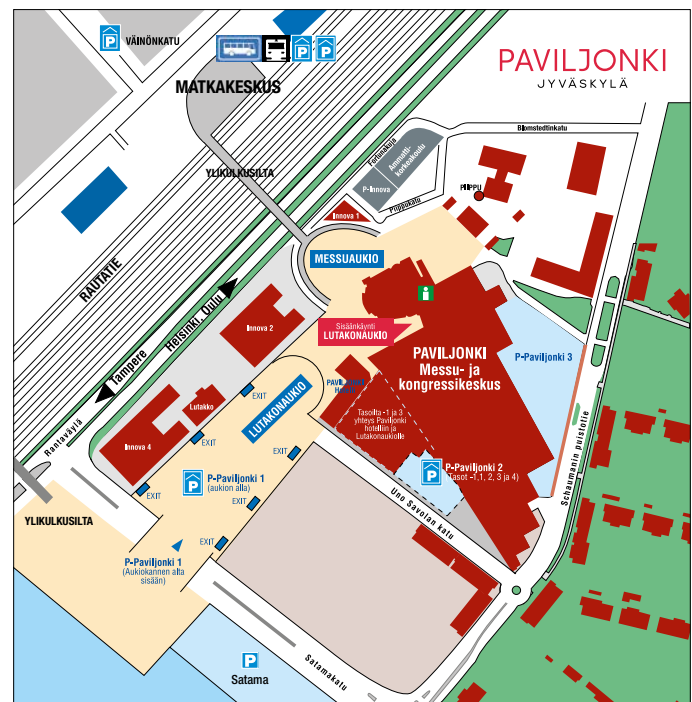 P
VÄINÖNKATU
P
P
MATKAKESKUS
PAVILJONKI
JYVÄSKYLÄ
Blomstedtinkatu
Fortunakuja
Ammatti-
korkeakoulu
P-Innova
Piippukatu
PIIPPU
YLIKULKUSILTA
Innova 1
MESSUAUKIO
i
RAUTATIE
Helsinki, Oulu
Tampere
Rantaväylä
Innova 2
Sisäänkäynti
LUTAKONAUKIO
PAVILJONKI
Messu- ja
kongressikeskus
P-Paviljonki 3
Schaumanin puistotie
LUTAKONAUKIO
Tasoilta -1 ja 3
yhteys Paviljonki
hotelliin ja
Lutakonaukiolle
Lutakko
Innova 4
EXIT
EXIT
EXIT
EXIT
EXIT
EXIT
P
P-Paviljonki 1
(aukion alla)
P
P-Paviljonki 2
(Tasot -1,1, 2, 3 ja 4)
Uno Savolan katu
YLIKULKUSILTA
P-Paviljonki 1
(Aukiokannen alta
sisään)
Satamakatu
P
Satama